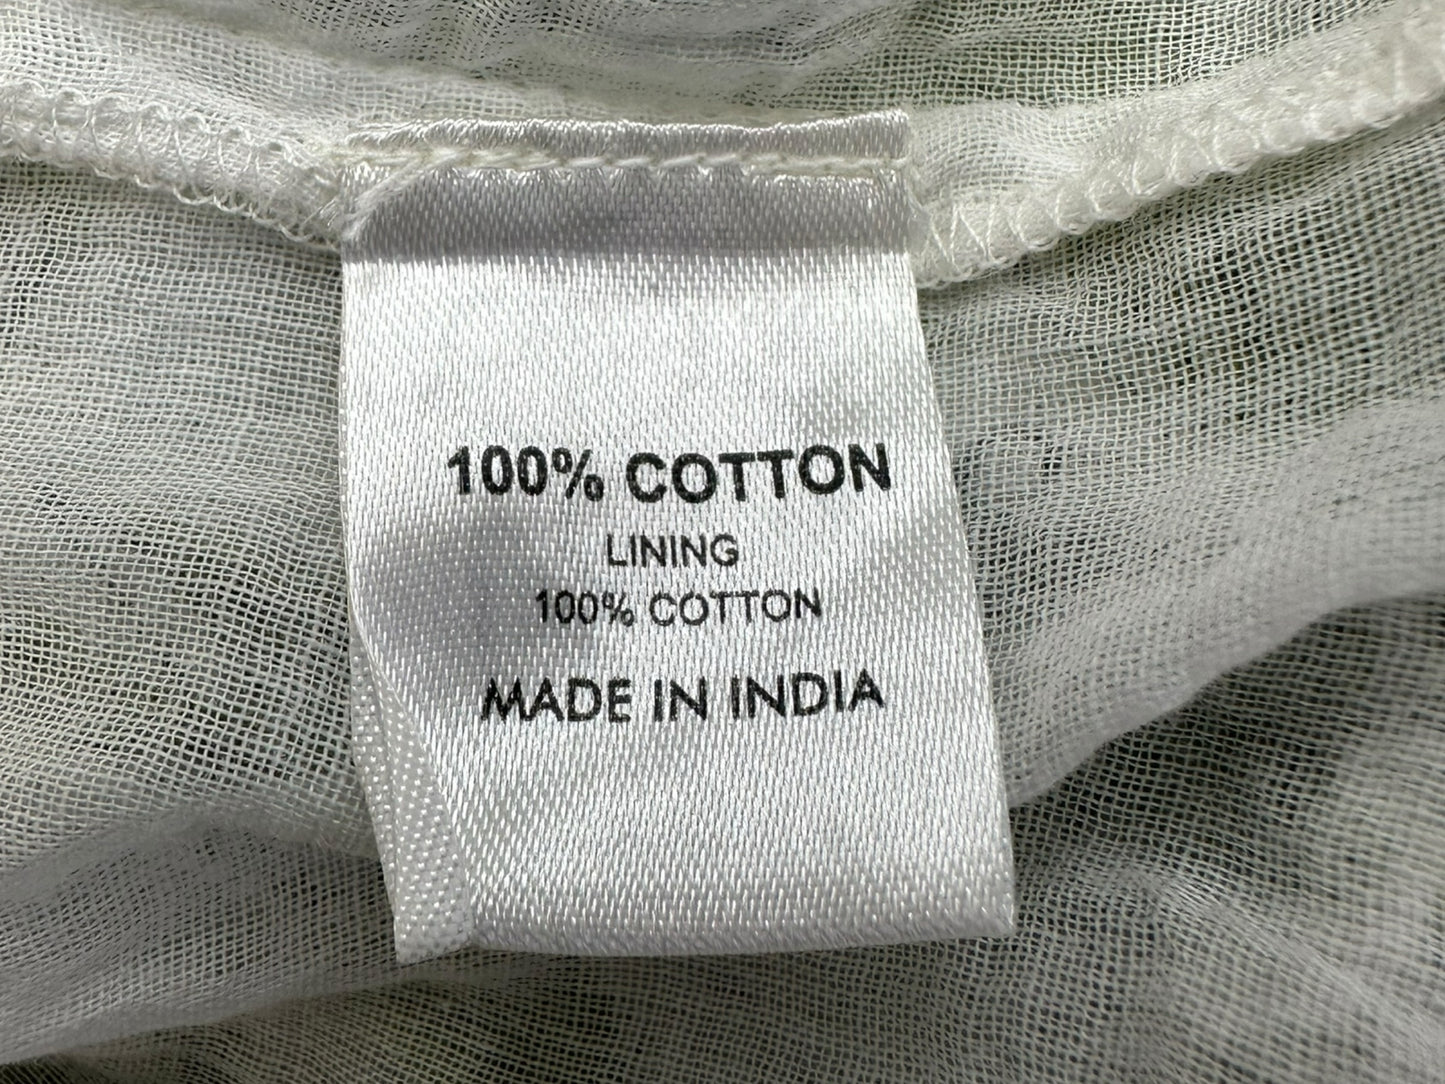 100% COTTON
LINING
100% COTTON
MADE IN INDIA